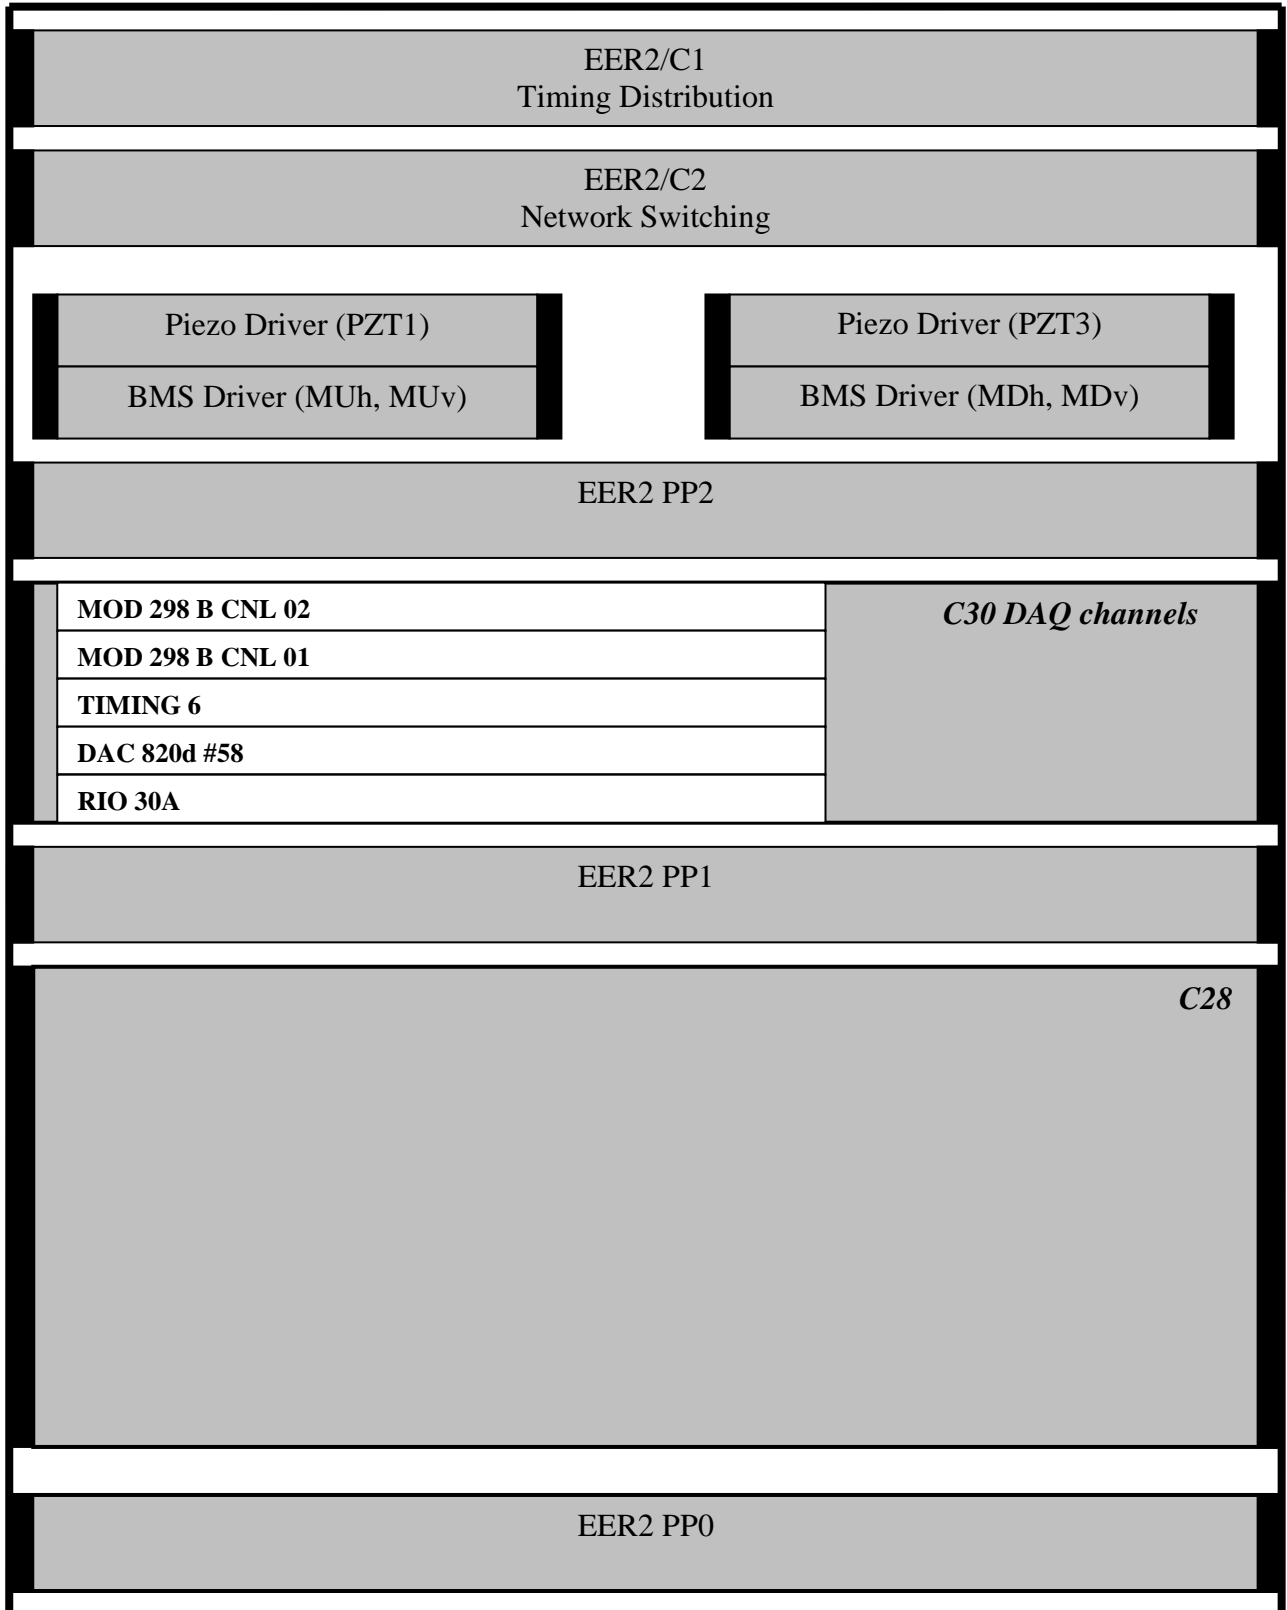 EER2/C1
Timing Distribution
EER2/C2
Network Switching
Piezo Driver (PZT1)
BMS Driver (MUh, MUv)
Piezo Driver (PZT3)
BMS Driver (MDh, MDv)
EER2 PP2
MOD 298 B CNL 02
MOD 298 B CNL 01
TIMING 6
DAC 820d #58
RIO 30A
C30 DAQ channels
EER2 PP1
C28
EER2 PP0